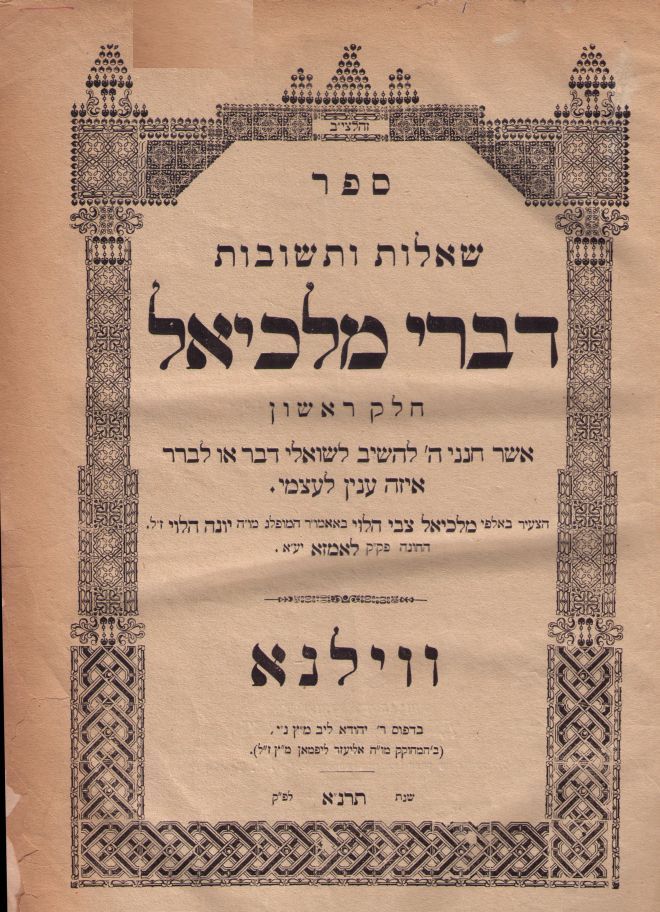 זהלצי״ב
ספר
שאלות ותשובות
דברי מלכיאל
חלק ראשון
אשר חנני ה' להשיב לשואלי דבר או לברר
איזה ענין לעצמי.
הצעיר באלפי מלכיאל צבי הלוי באאמו״ר המופלג מו״ה יונה הלוי ז״ל.
החונה פק״ק לאמזא יע״א.
ווילנא
בדפוס ר' יהודא ליב מ״ץ נ״י,
(ב׳המחוקק מו״ה אליעזר ליפמאן מ״ץ ז״ל).
שנת תרנ״א לפ״ק